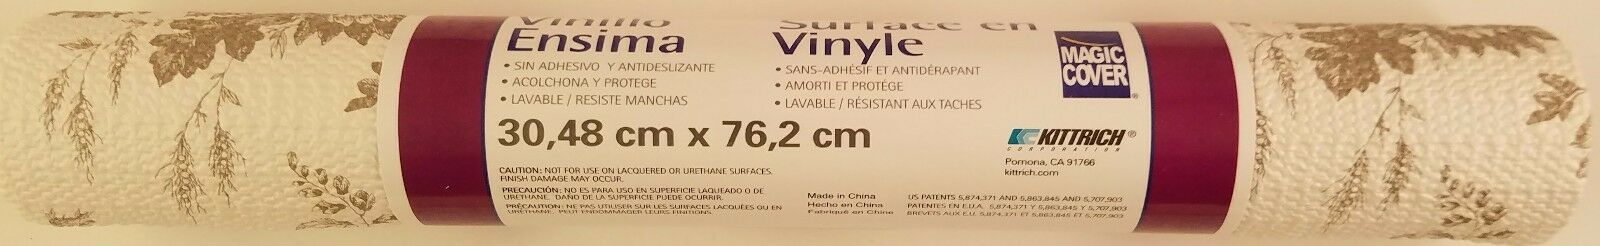 Vinilo
Ensima
• SIN ADHESIVO Y ANTIDESLIZANTE
• ACOLCHONA Y PROTEGE
• LAVABLE / RESISTE MANCHAS
Surface en
Vinyle
• SANS-ADHÉSIF ET ANTIDÉRAPANT
• AMORTI ET PROTÉGE
• LAVABLE / RÉSISTANT AUX TACHES
30,48 cm x 76,2 cm
MAGIC
COVER®
KITTRICH®
CORPORATION
Pomona, CA 91766
kittrich.com
CAUTION: NOT FOR USE ON LACQUERED OR URETHANE SURFACES.
FINISH DAMAGE MAY OCCUR.
PRECAUCIÓN: NO ES PARA USO EN SUPERFICIE LAQUEADO O DE
URETHANE. DANO DE LA SUPERFICIE PUEDE OCURRIR.
PRÉCAUTION: NE PAS UTILISER SUR LES SURFACES LACQUÉES OU EN
URETHANE. PEUT ENDOMMAGER LEURS FINITIONS.
Made in China
Hecho en China
Fabriqué en Chine
US PATENTS 5,874,371 AND 5,863,845 AND 5,707,903
PATENTES EN E.U.A. 5,874,371 Y 5,863,845 Y 5,707,903
BREVETS AUX E.U. 5,874,371 ET 5,863,845 ET 5,707,903